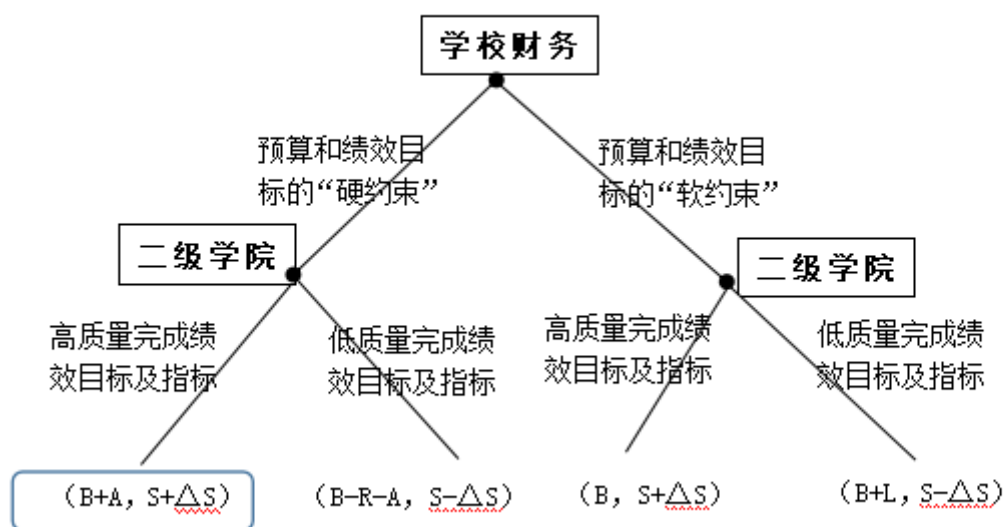 学校财务
预算和绩效目
标的“硬约束”
预算和绩效目
标的“软约束”
二级学院
二级学院
高质量完成绩
效目标及指标
低质量完成绩
效目标及指标
高质量完成绩
效目标及指标
低质量完成绩
效目标及指标
（B+A，S+△S）
（B-R-A，S-△S）
（B，S+△S）
（B+L，S-△S）